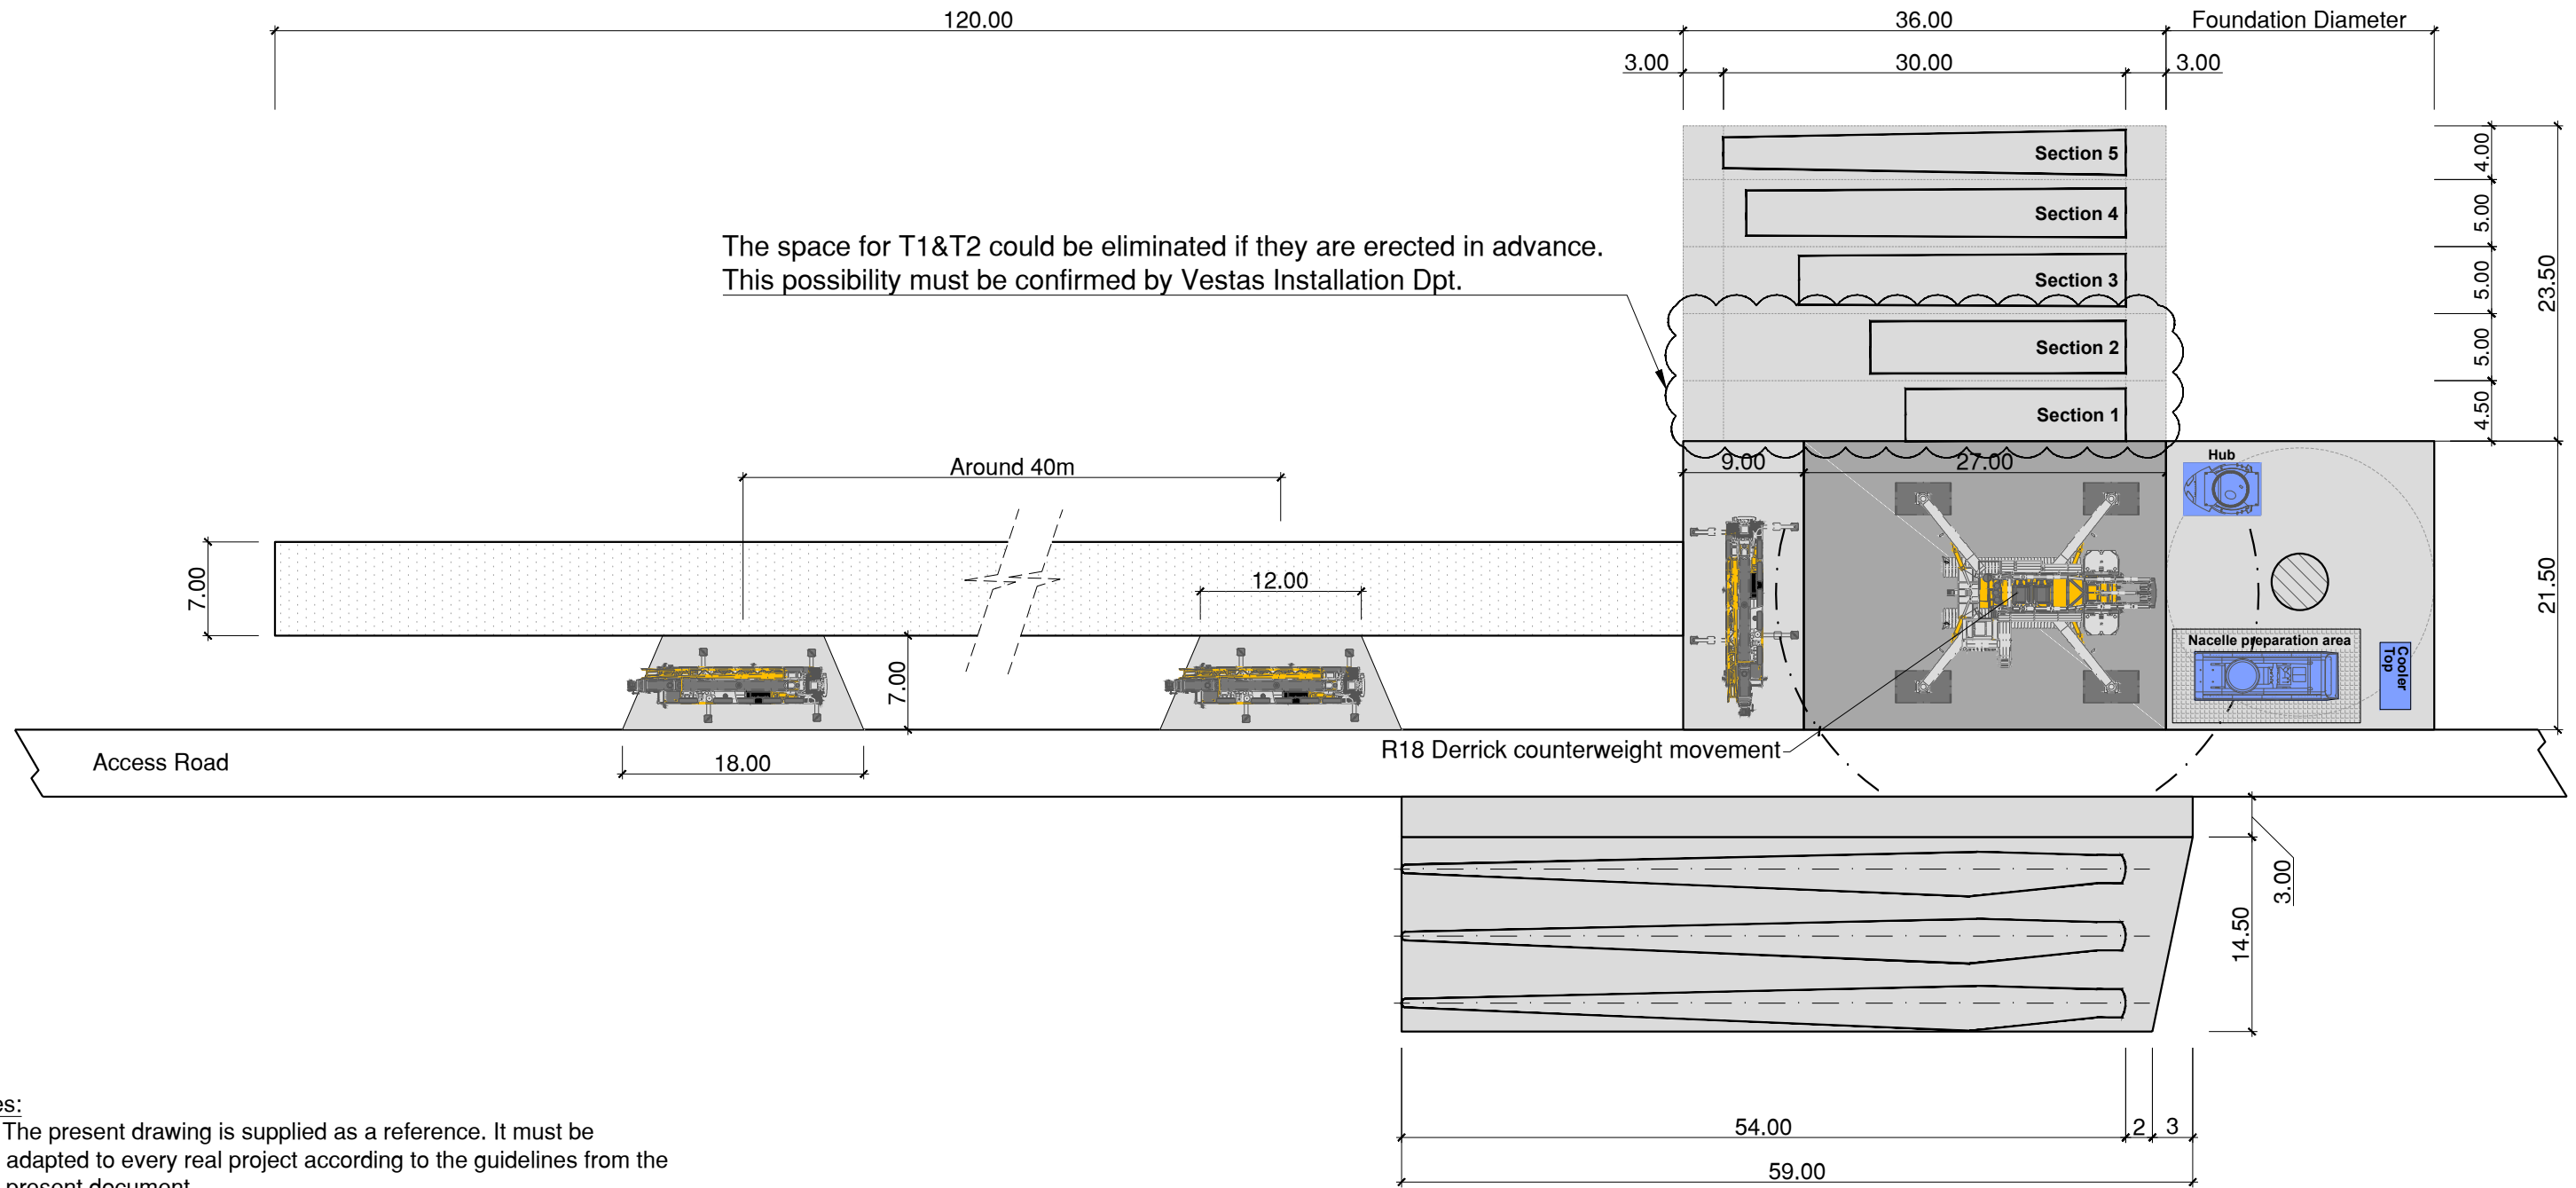 120.00
36.00
Foundation Diameter
3.00
30.00
3.00
Section 5
4.00
Section 4
5.00
The space for T1&T2 could be eliminated if they are erected in advance.
This possibility must be confirmed by Vestas Installation Dpt.
Section 3
5.00
23.50
Section 2
5.00
Section 1
4.50
Around 40m
9.00
27.00
Hub
7.00
12.00
21.50
Nacelle preparation area
Cooler
Top
7.00
R18 Derrick counterweight movement
Access Road
18.00
3.00
14.50
54.00
2
3
59.00
es:
The present drawing is supplied as a reference. It must be
adapted to every real project according to the guidelines from the
present document